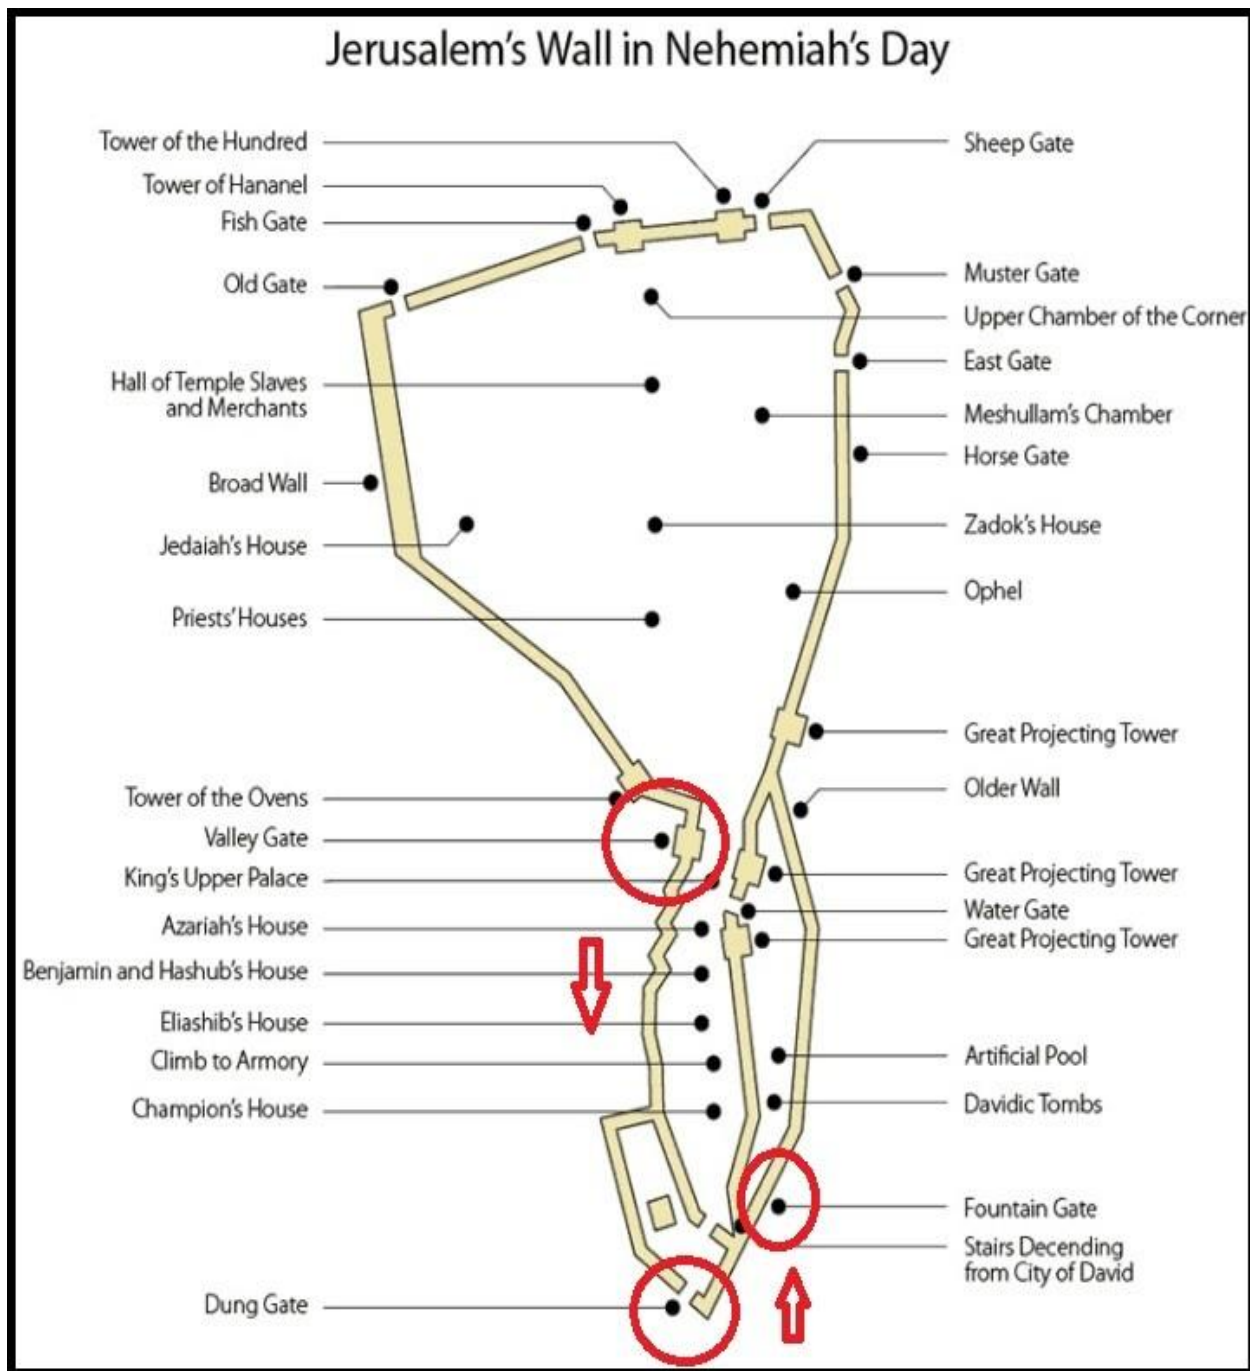 Jerusalem's Wall in Nehemiah's Day
Tower of the Hundred
Tower of Hananel
Fish Gate
Old Gate
Hall of Temple Slaves
and Merchants
Broad Wall
Jedaiah's House
Priests' Houses
Tower of the Ovens
Valley Gate
King's Upper Palace
Azariah's House
Benjamin and Hashub's House
Eliashib's House
Climb to Armory
Champion's House
Dung Gate
Sheep Gate
Muster Gate
Upper Chamber of the Corner
East Gate
Meshullam's Chamber
Horse Gate
Zadok's House
Ophel
Great Projecting Tower
Older Wall
Great Projecting Tower
Water Gate
Great Projecting Tower
Artificial Pool
Davidic Tombs
Fountain Gate
Stairs Decending
from City of David